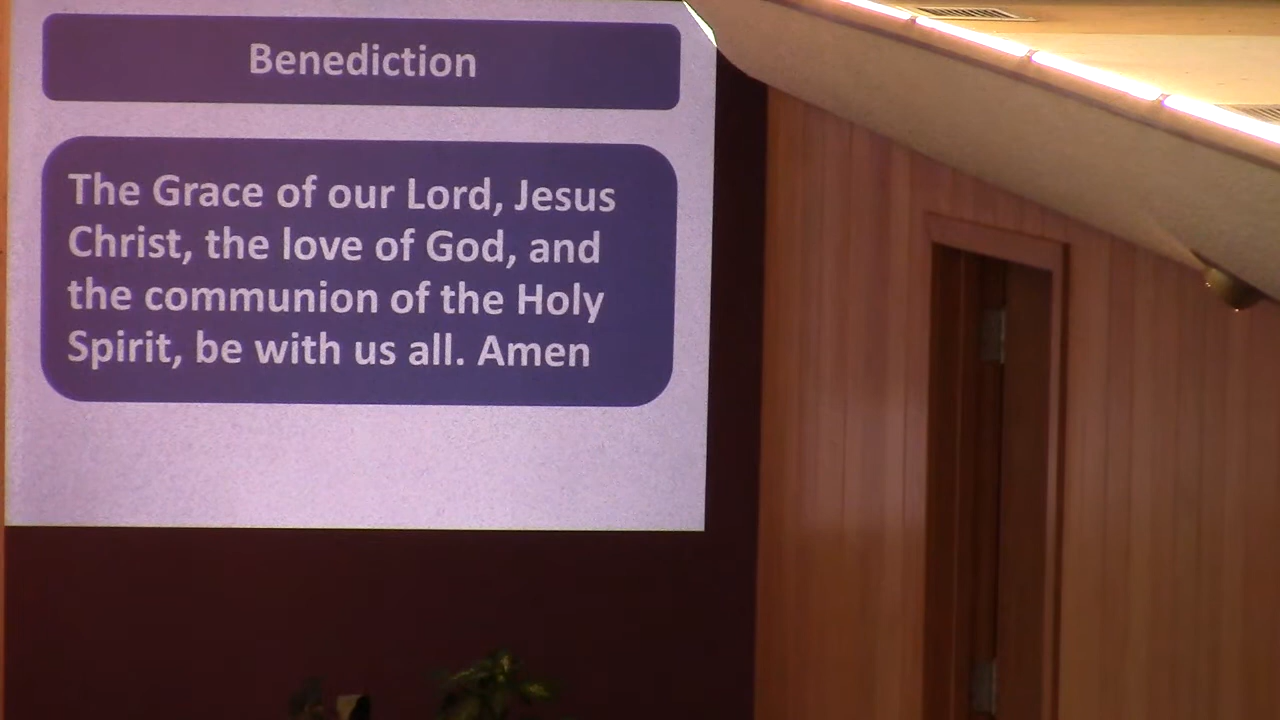 Benediction
The Grace of our Lord, Jesus
Christ, the love of God, and
the communion of the Holy
Spirit, be with us all. Amen